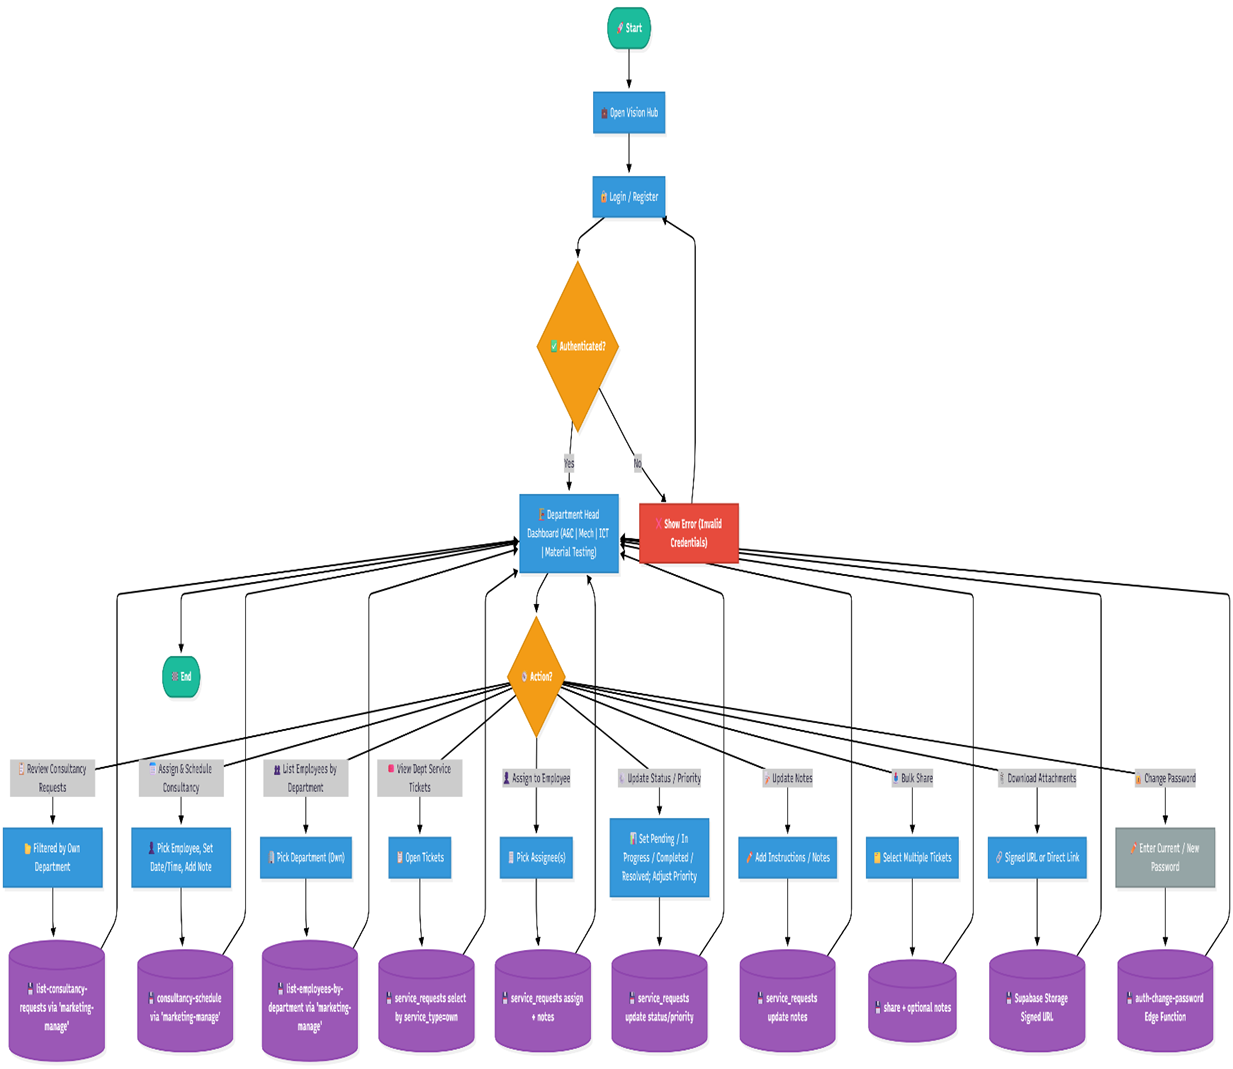 Start
Open Vision Hub
Login / Register
Authenticated?
Yes
No
Department Head
Dashboard (A&C | Mech | ICT
| Material Testing)
Show Error (Invalid
Credentials)
End
Action?
Review Consultancy
Requests
Assign & Schedule
Consultancy
List Employees by
Department
View Dept Service
Tickets
Assign to Employee
Update Status / Priority
Update Notes
Bulk Share
Download Attachments
Change Password
Filtered by Own
Department
Pick Employee, Set
Date/Time, Add Note
Pick Department (Own)
Open Tickets
Pick Assignee(s)
Set Pending / In
Progress / Completed /
Resolved; Adjust Priority
Add Instructions / Notes
Select Multiple Tickets
Signed URL or Direct Link
Enter Current / New
Password
list-consultancy-
requests via 'marketing-
manage'
consultancy-schedule
via 'marketing-manage'
list-employees-by-
department via 'marketing-
manage'
service_requests select
by service_type=own
service_requests assign
+ notes
service_requests
update status/priority
service_requests
update notes
share + optional notes
Supabase Storage
Signed URL
auth-change-password
Edge Function